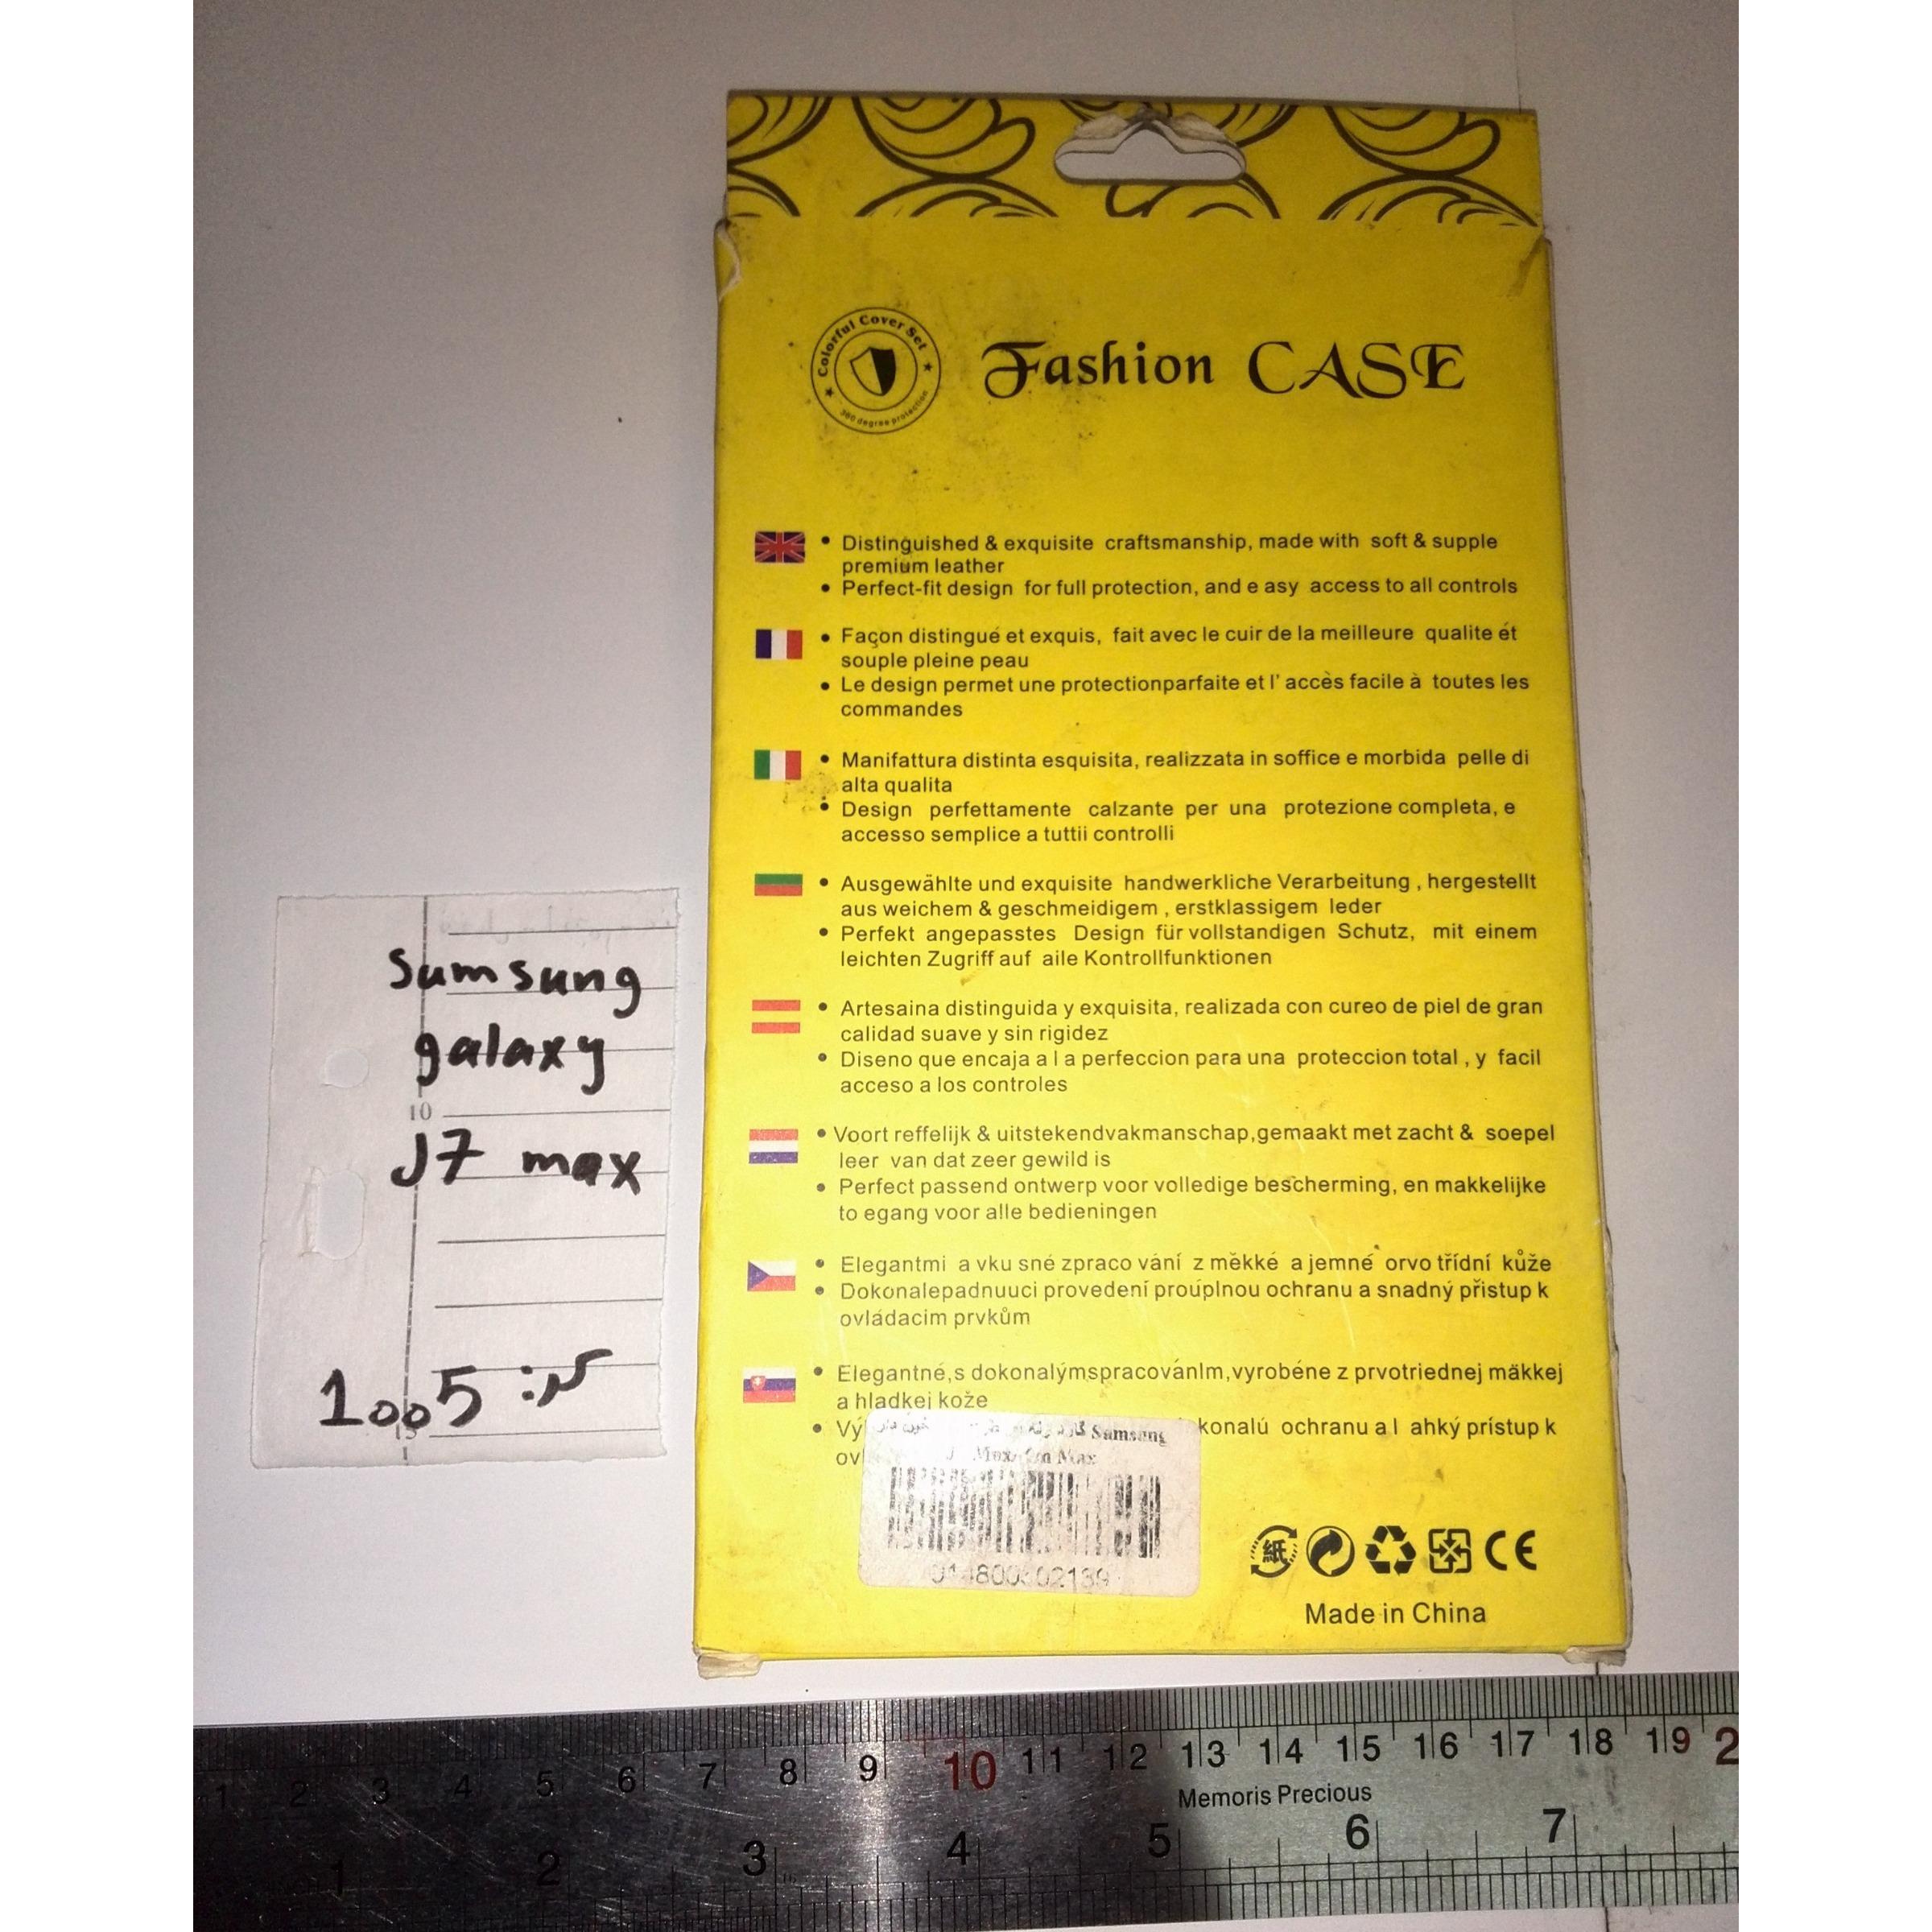 Colorful Cover Set
360 degree protection
Fashion CASE
Distinguished & exquisite craftsmanship, made with soft & supple
premium leather
Perfect-fit design for full protection, and e asy access to all controls
Façon distingué et exquis, fait avec le cuir de la meilleure qualite ét
souple pleine peau
Le design permet une protectionparfaite et l' accès facile à toutes les
commandes
Manifattura distinta esquisita, realizzata in soffice e morbida pelle di
alta qualita
Design perfettamente calzante per una protezione completa, e
accesso semplice a tuttii controlli
Ausgewählte und exquisite handwerkliche Verarbeitung , hergestellt
aus weichem & geschmeidigem , erstklassigem leder
Perfekt angepasstes Design für vollstandigen Schutz, mit einem
leichten Zugriff auf aile Kontrollfunktionen
Artesaina distinguida y exquisita, realizada con cureo de piel de gran
calidad suave y sin rigidez
Diseno que encaja a l a perfeccion para una proteccion total , y facil
acceso a los controles
Voort reffelijk & uitstekendvakmanschap,gemaakt met zacht & soepel
leer van dat zeer gewild is
Perfect passend ontwerp voor volledige bescherming, en makkelijke
to egang voor alle bedieningen
Elegantmi a vku sné zpraco vání z měkké a jemné orvo třídní kůže
Dokonalepadnuuci provedení proúplnou ochranu a snadný přistup k
ovládacim prvkům
Elegantné,s dokonalýmspracovánIm,vyrobéne z prvotriednej mäkkej
a hladkej kože
Vý konalú ochranu a l ahký prístup k
ov
Samsung
Max
紙
CE
Made in China
Sumsung
galaxy
10
J7 max
1005
15
1 2 3 4 5 6 7 8 9 10 11 12 13 14 15 16 17 18 19 2
Memoris Precious
1 2 3 4 5 6 7